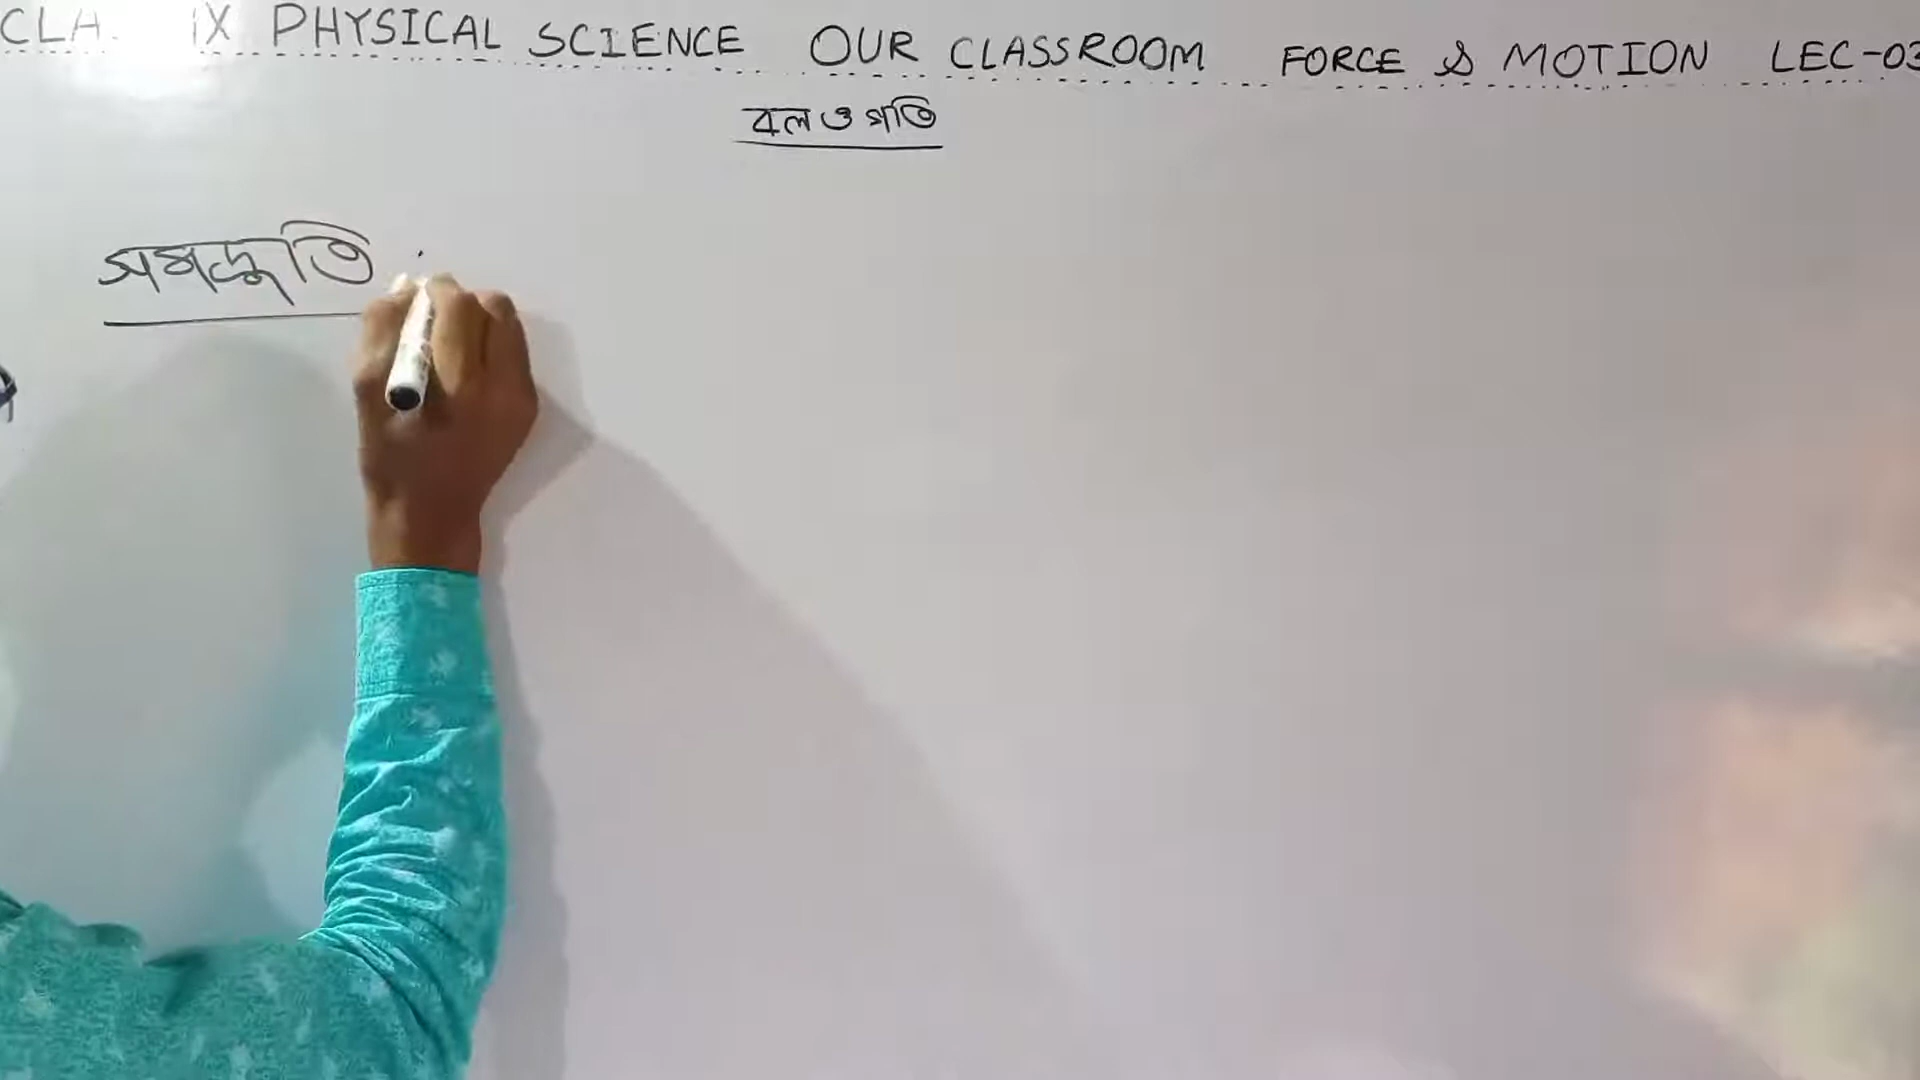 CLA IX PHYSICAL SCIENCE OUR CLASSROOM FORCE & MOTION LEC-03
বল ও গতি
সমদ্রুতি